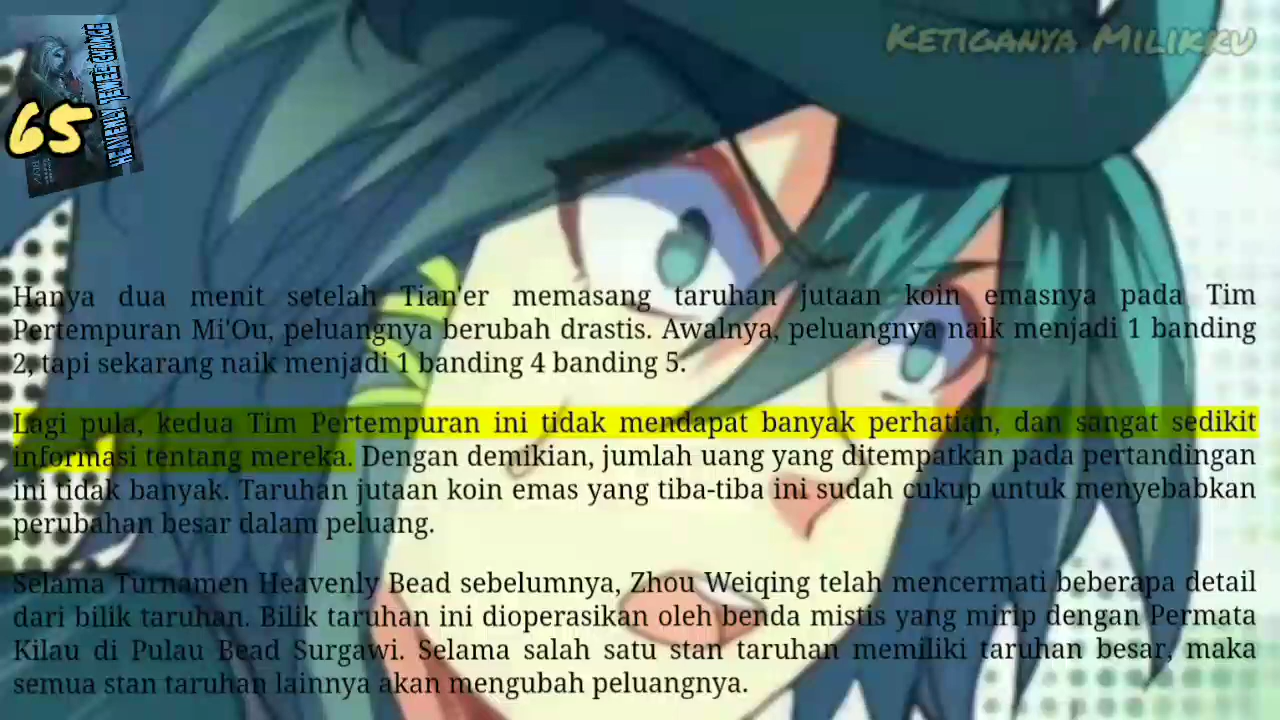 Ketiganya Milikku
HEAVENLY JEWEL CHANGE
65
Hanya dua menit setelah Tian'er memasang taruhan jutaan koin emasnya pada Tim
Pertempuran Mi'Ou, peluangnya berubah drastis. Awalnya, peluangnya naik menjadi 1 banding
2, tapi sekarang naik menjadi 1 banding 4 banding 5.
Lagi pula, kedua Tim Pertempuran ini tidak mendapat banyak perhatian, dan sangat sedikit
informasi tentang mereka. Dengan demikian, jumlah uang yang ditempatkan pada pertandingan
ini tidak banyak. Taruhan jutaan koin emas yang tiba-tiba ini sudah cukup untuk menyebabkan
perubahan besar dalam peluang.
Selama Turnamen Heavenly Bead sebelumnya, Zhou Weiqing telah mencermati beberapa detail
dari bilik taruhan. Bilik taruhan ini dioperasikan oleh benda mistis yang mirip dengan Permata
Kilau di Pulau Bead Surgawi. Selama salah satu stan taruhan memiliki taruhan besar, maka
semua stan taruhan lainnya akan mengubah peluangnya.